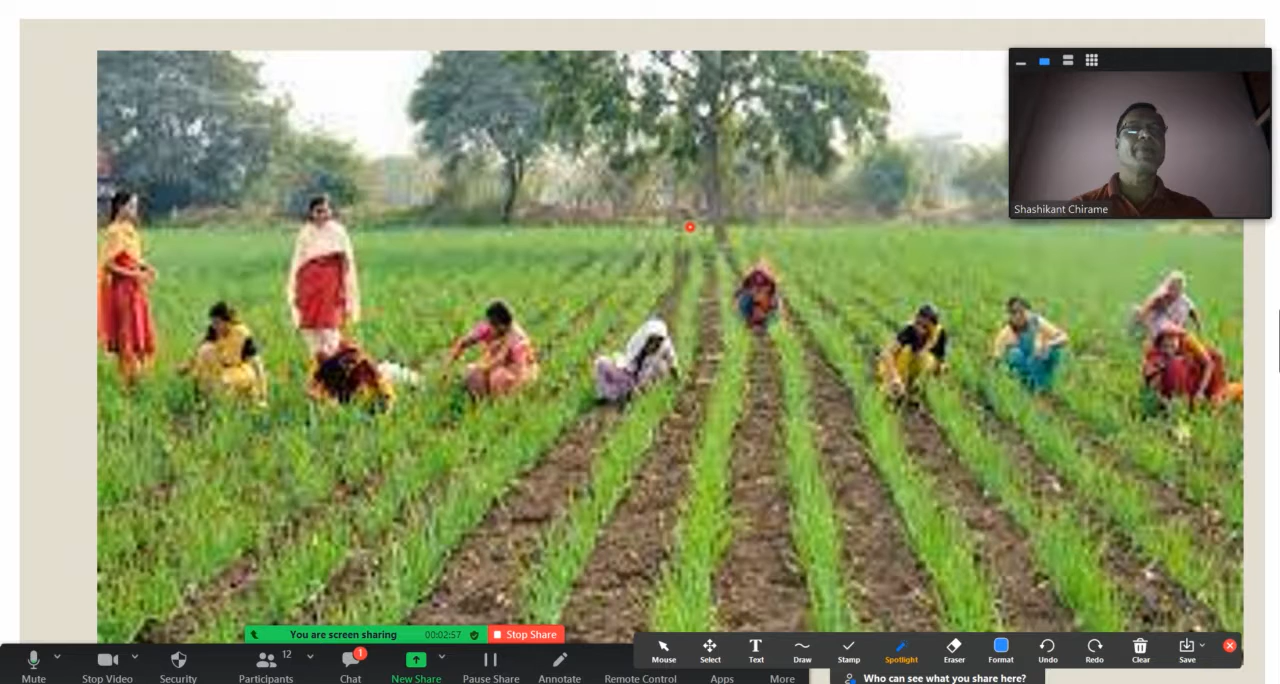 Shashikant Chirame
You are screen sharing 00:02:57 Stop Share
Mouse Select Text Draw Stamp Spotlight Eraser Format Undo Redo Clear Save
12
1
Mute Stop Video Security Participants Chat New Share Pause Share Annotate Remote Control Apps More
Who can see what you share here?